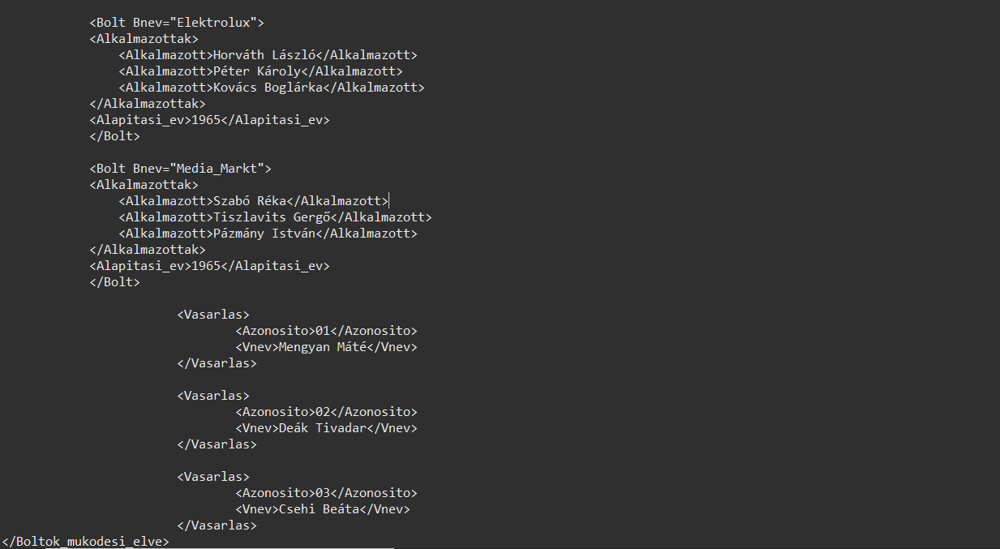 <Bolt Bnev="Elektrolux">
<Alkalmazottak>
<Alkalmazott>Horváth László</Alkalmazott>
<Alkalmazott>Péter Károly</Alkalmazott>
<Alkalmazott>Kovács Boglárka</Alkalmazott>
</Alkalmazottak>
<Alapitasi_ev>1965</Alapitasi_ev>
</Bolt>
<Bolt Bnev="Media_Markt">
<Alkalmazottak>
<Alkalmazott>Szabó Réka</Alkalmazott>
<Alkalmazott>Tiszlavits Gergő</Alkalmazott>
<Alkalmazott>Pázmány István</Alkalmazott>
</Alkalmazottak>
<Alapitasi_ev>1965</Alapitasi_ev>
</Bolt>
<Vasarlas>
<Azonosito>01</Azonosito>
<Vnev>Mengyan Máté</Vnev>
</Vasarlas>
<Vasarlas>
<Azonosito>02</Azonosito>
<Vnev>Deák Tivadar</Vnev>
</Vasarlas>
<Vasarlas>
<Azonosito>03</Azonosito>
<Vnev>Csehi Beáta</Vnev>
</Vasarlas>
</Boltok_mukodesi_elve>